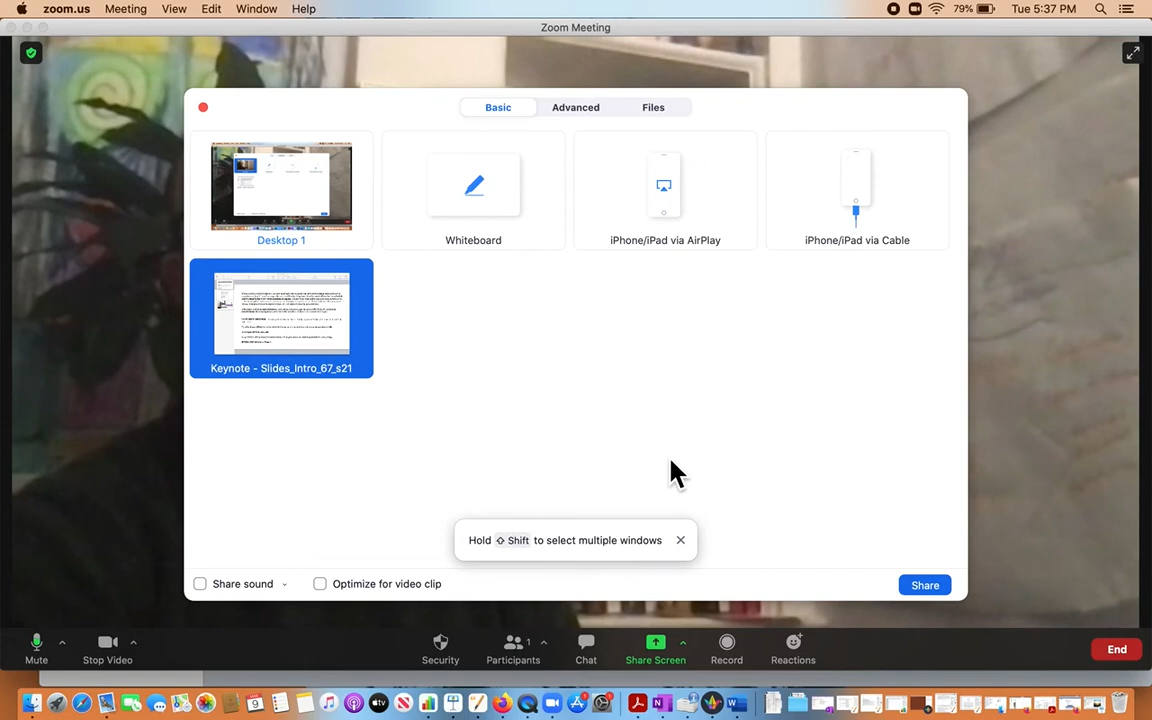 zoom.us Meeting View Edit Window Help 79% Tue 5:37 PM
Zoom Meeting
Basic Advanced Files
Desktop 1 Whiteboard iPhone/iPad via AirPlay iPhone/iPad via Cable
Keynote - Slides_Intro_67_s21
Hold ⇧ Shift to select multiple windows
Share sound Optimize for video clip Share
Mute Stop Video Security Participants 1 Chat Share Screen Record Reactions End